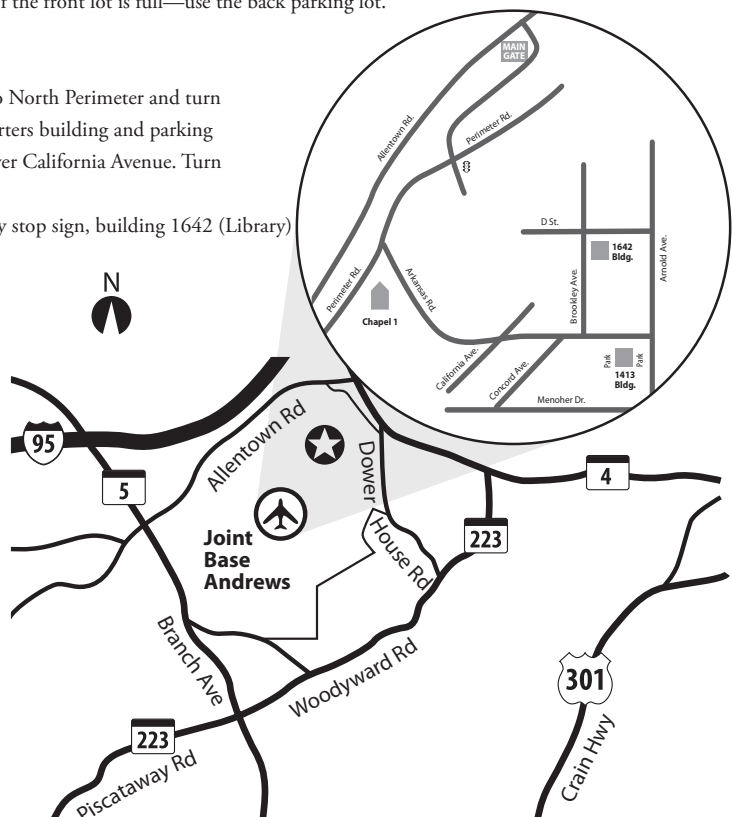 f the front lot is full—use the back parking lot.
o North Perimeter and turn
rters building and parking
er California Avenue. Turn
y stop sign, building 1642 (Library)
MAIN
GATE
Allentown Rd.
Perimeter Rd.
D St.
1642
Bldg.
Arnold Ave.
Brookley Ave.
Perimeter Rd.
Arkansas Rd.
Chapel 1
California Ave.
Concord Ave.
Park
Park
1413
Bldg.
Menoher Dr.
N
95
5
Allentown Rd
Dower
House Rd
4
223
Joint
Base
Andrews
Branch Ave
Woodyward Rd
301
223
Piscataway Rd
Crain Hwy